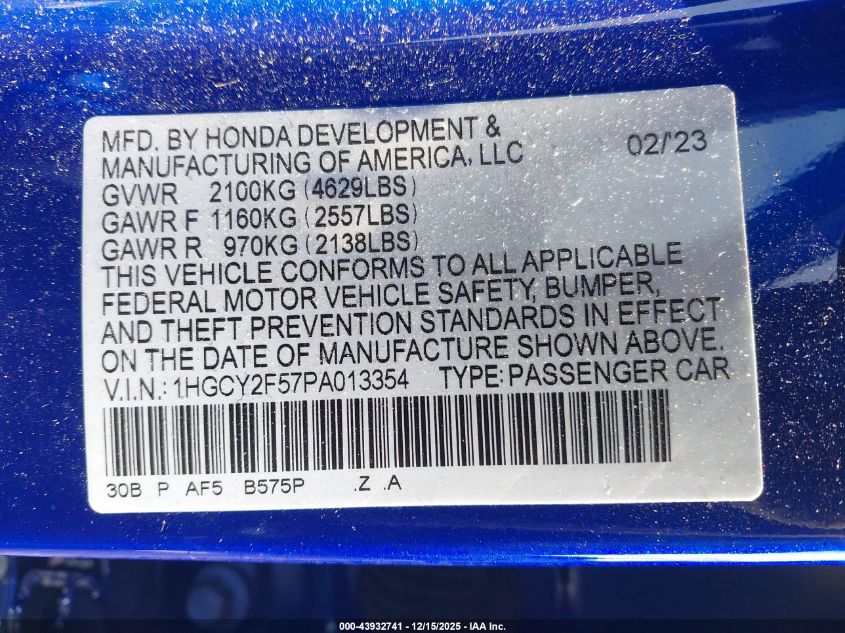 MFD. BY HONDA DEVELOPMENT &
MANUFACTURING OF AMERICA, LLC 02/'23
GVWR 2100KG (4629LBS)
GAWR F 1160KG (2557LBS)
GAWR R 970KG (2138LBS)
THIS VEHICLE CONFORMS TO ALL APPLICABLE
FEDERAL MOTOR VEHICLE SAFETY, BUMPER,
AND THEFT PREVENTION STANDARDS IN EFFECT
ON THE DATE OF MANUFACTURE SHOWN ABOVE.
V.I.N.: 1HGCY2F57PA013354 TYPE: PASSENGER CAR
30B P AF5 B575P .Z .A
000-43932741 - 12/15/2025 - IAA Inc.